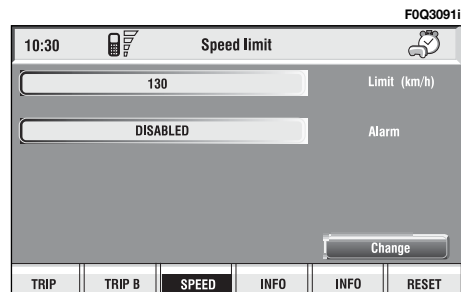 F0Q3091i
10:30 Speed limit
130 Limit (km/h)
DISABLED Alarm
Change
TRIP TRIP B SPEED INFO INFO RESET